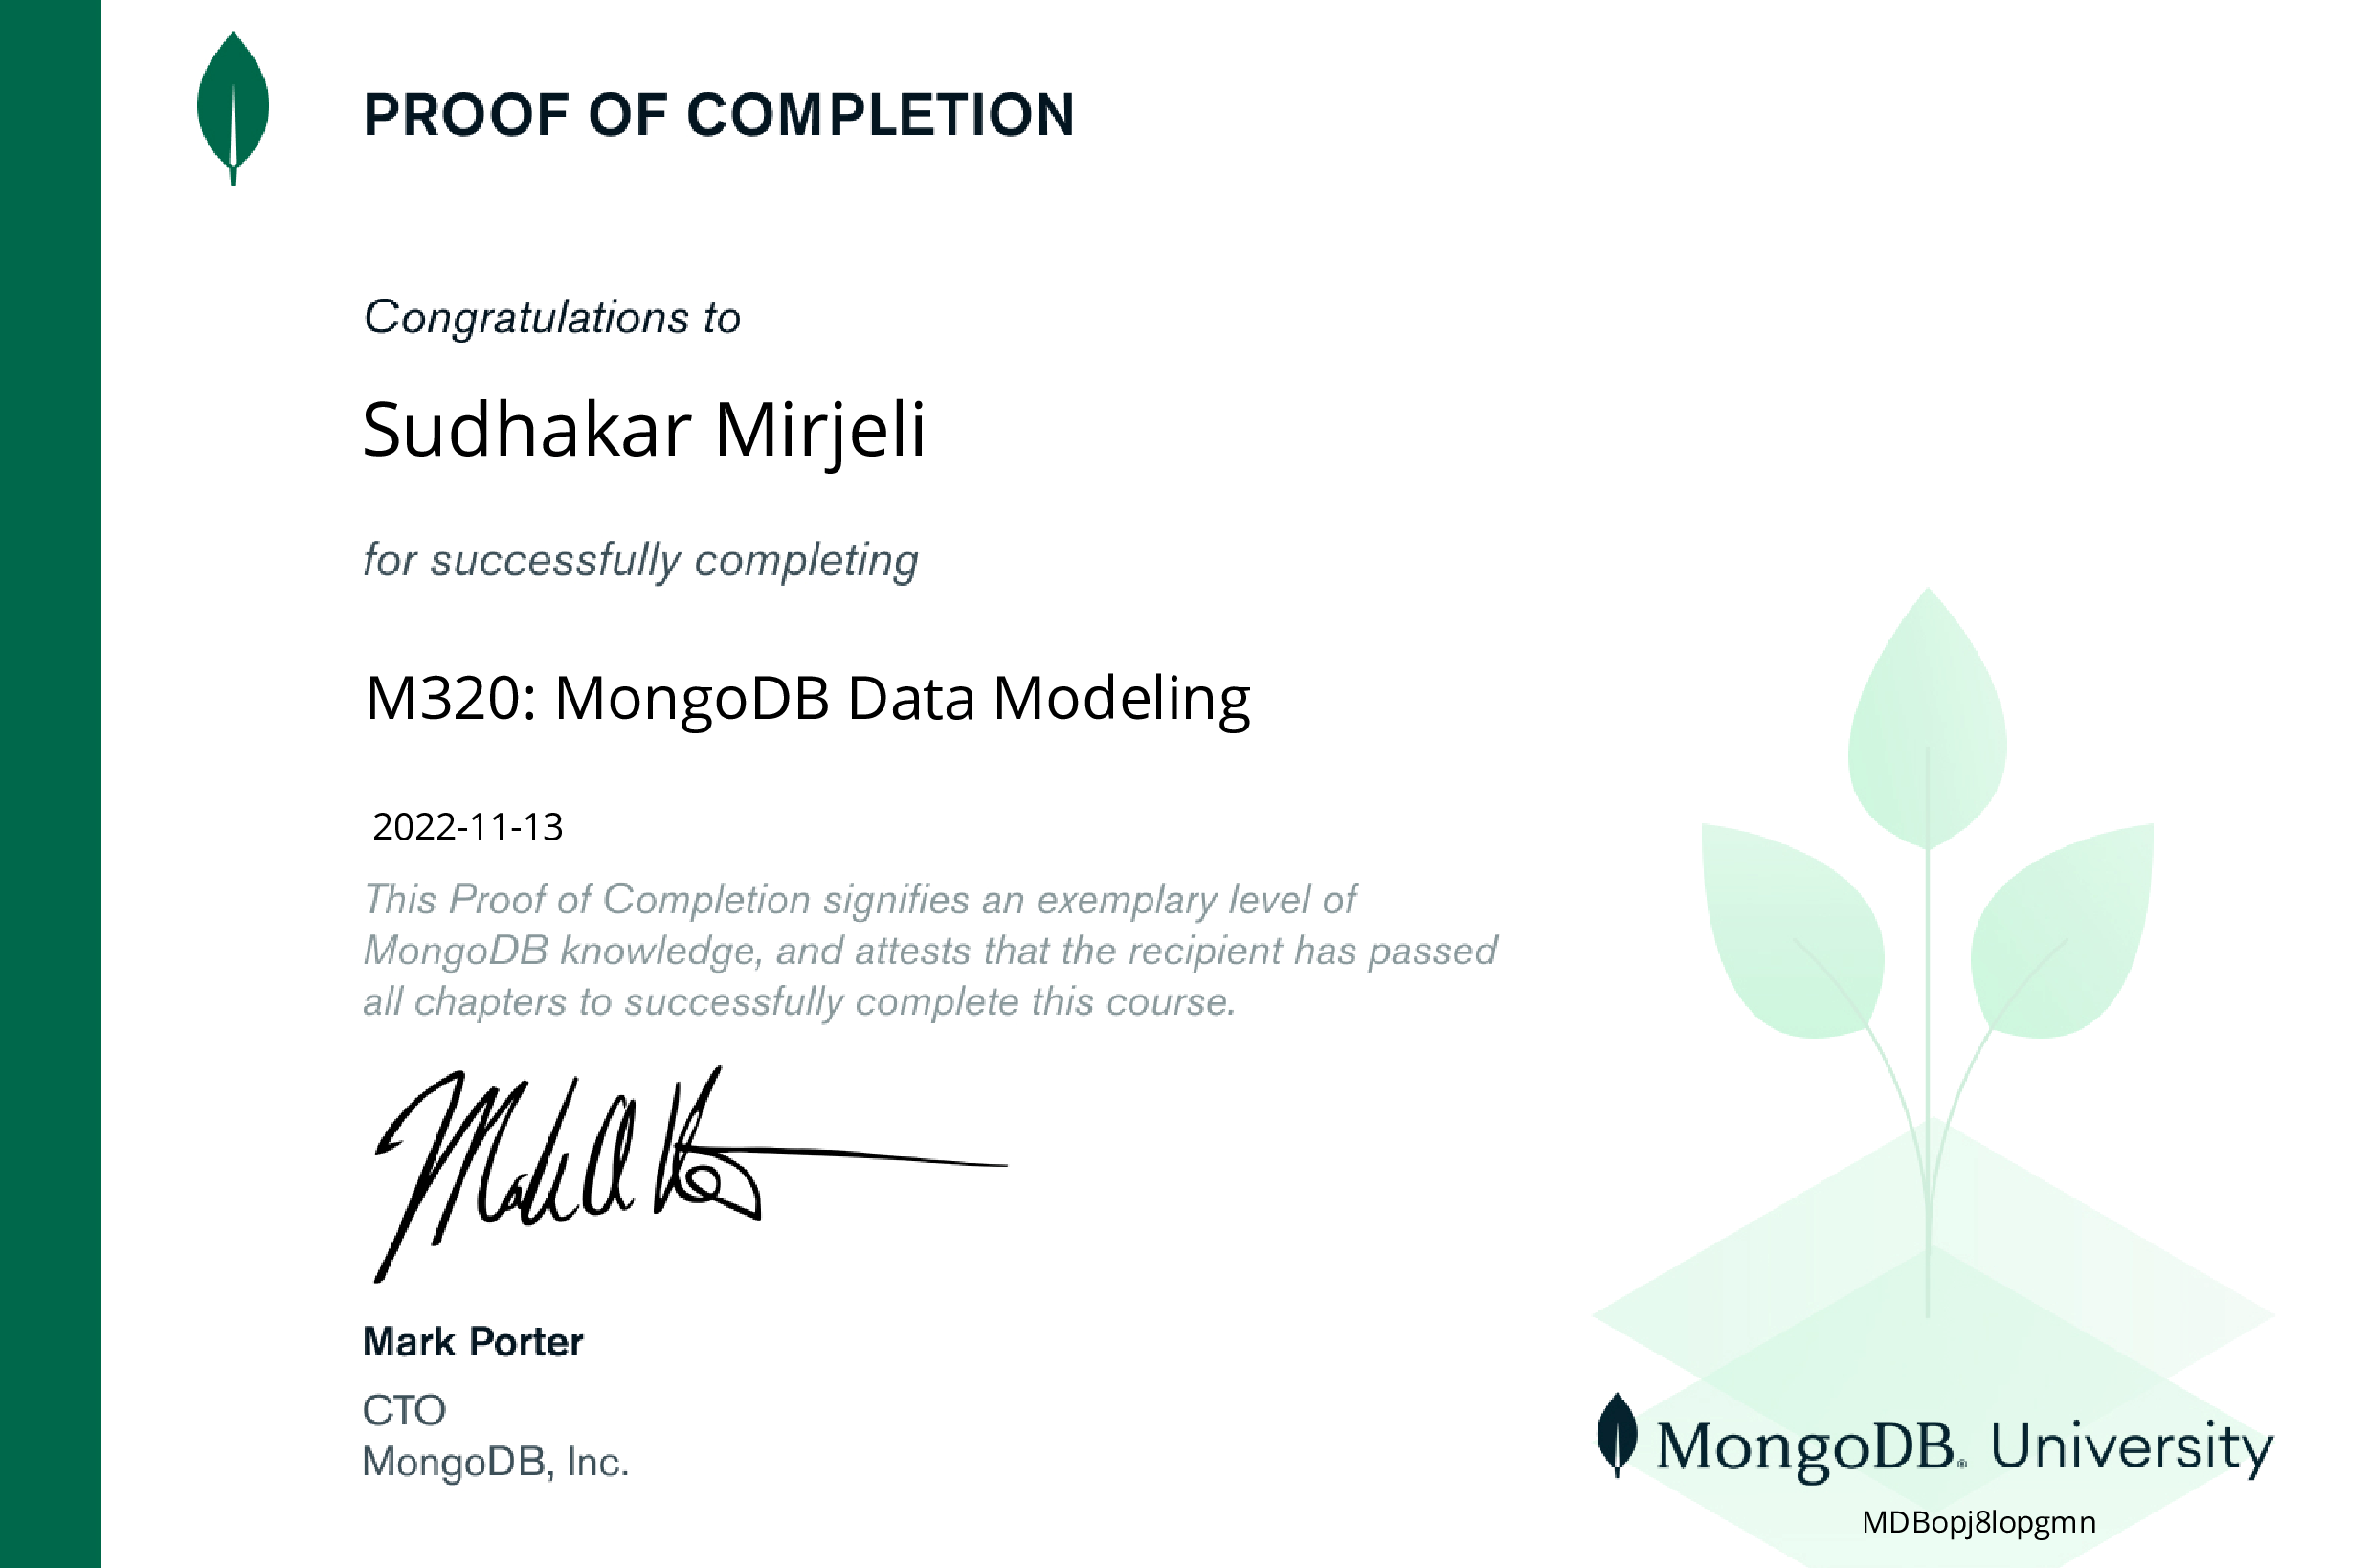 PROOF OF COMPLETION
Congratulations to
Sudhakar Mirjeli
for successfully completing
M320: MongoDB Data Modeling
2022-11-13
This Proof of Completion signifies an exemplary level of
MongoDB knowledge, and attests that the recipient has passed
all chapters to successfully complete this course.
Mark Porter
CTO
MongoDB, Inc.
MongoDB® University
MDBopj8lopgmn